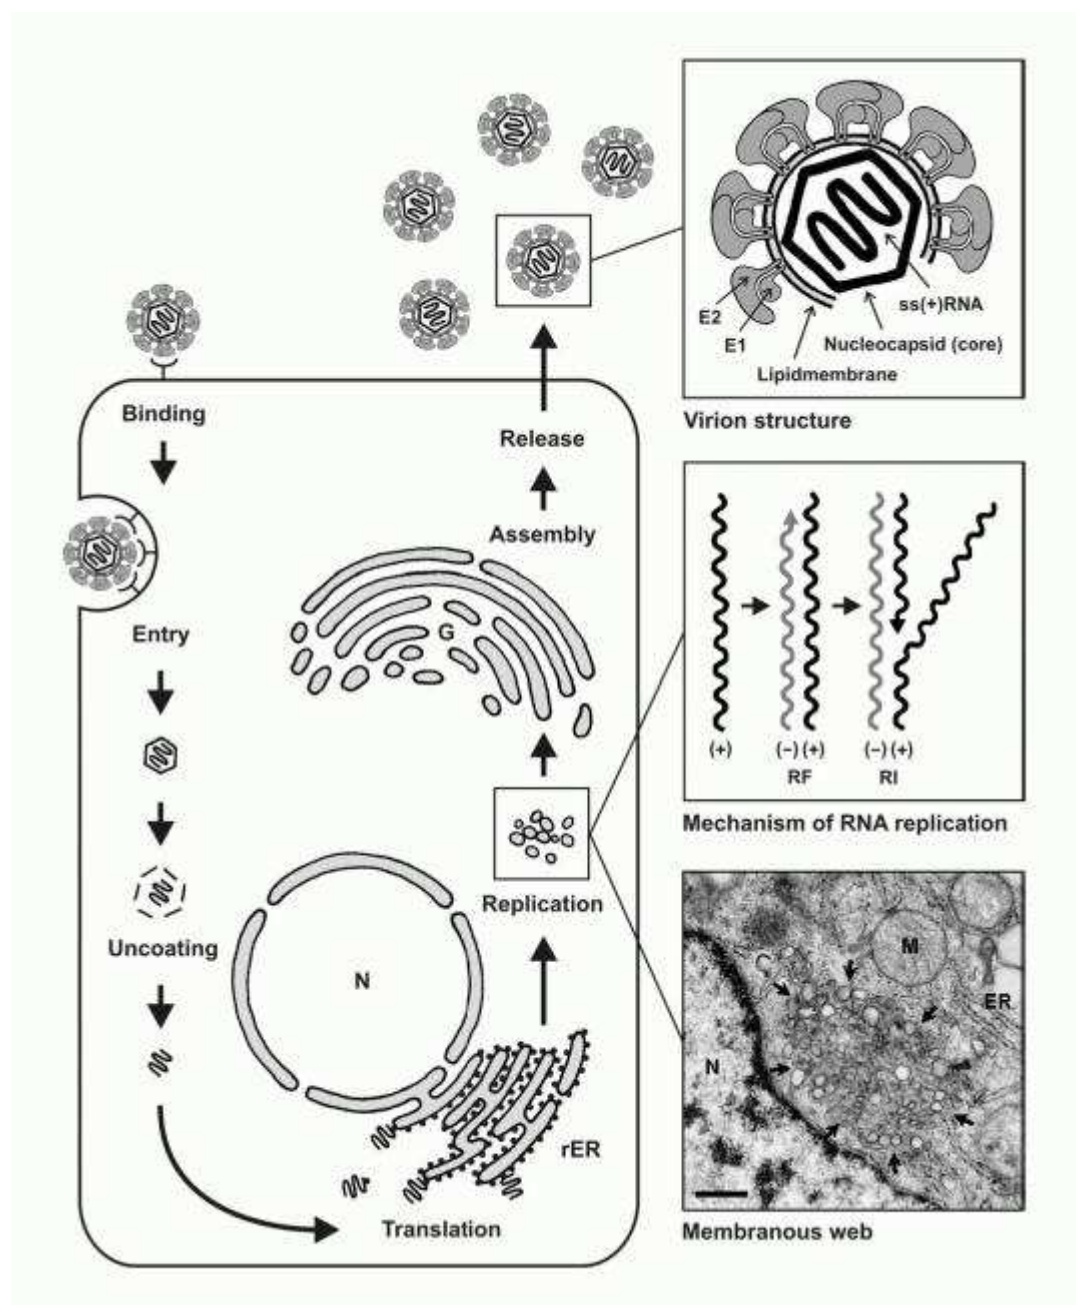 Binding
Entry
Uncoating
Translation
rER
N
Replication
G
Assembly
Release
E2
E1
ss(+)RNA
Nucleocapsid (core)
Lipidmembrane
Virion structure
(+)
(−) (+)
(−) (+)
RF
RI
Mechanism of RNA replication
M
ER
N
Membranous web